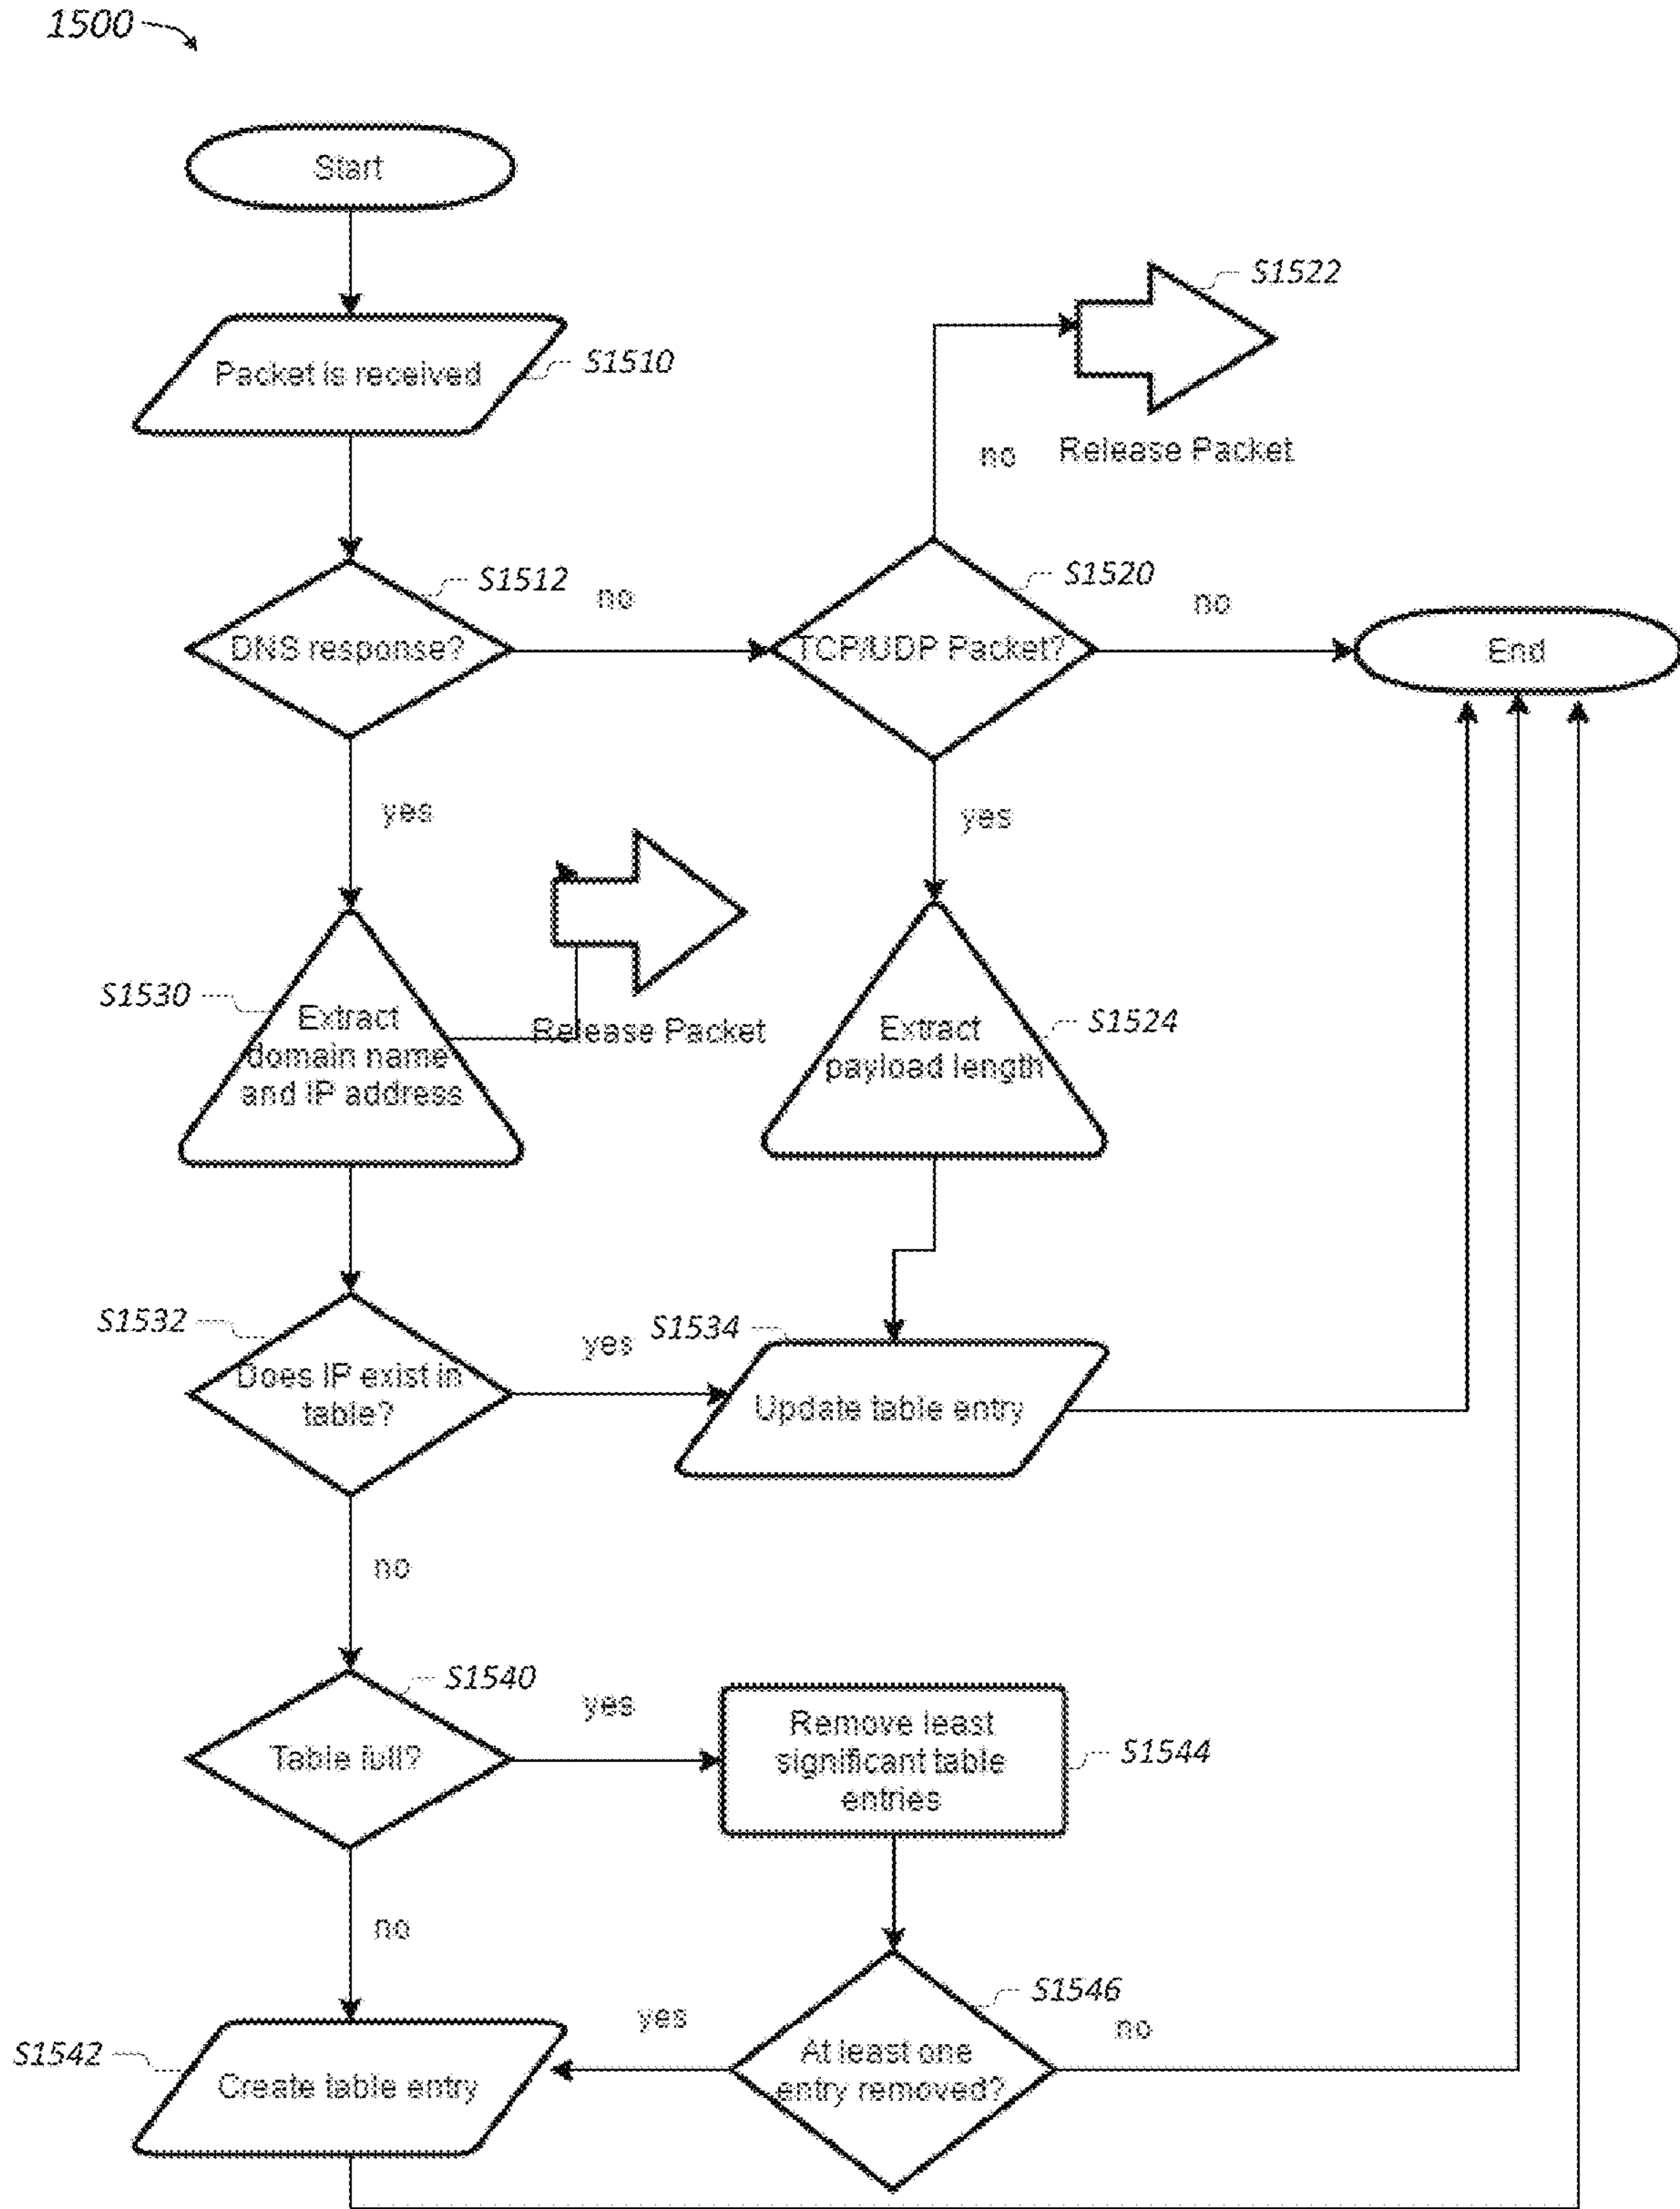 1500
Start
S1522
Packet is received
S1510
no
Release Packet
S1512
no
S1520
no
DNS response?
TCP/UDP Packet?
End
yes
yes
S1530
Extract
domain name
and IP address
Release Packet
Extract
payload length
S1524
S1532
yes
S1534
Does IP exist in
table?
Update table entry
no
S1540
yes
Table full?
Remove least
significant table
entries
S1544
no
S1546
yes
no
S1542
Create table entry
At least one
entry removed?